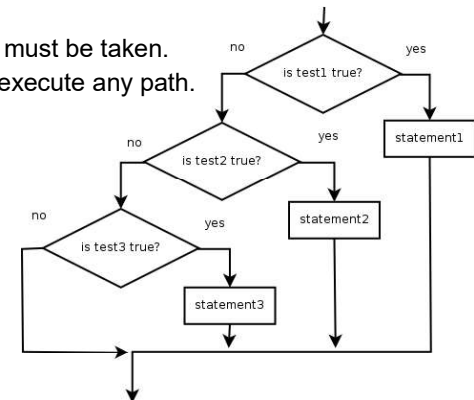 must be taken.
execute any path.
no
yes
is test1 true?
statement1
no
yes
is test2 true?
statement2
no
yes
is test3 true?
statement3